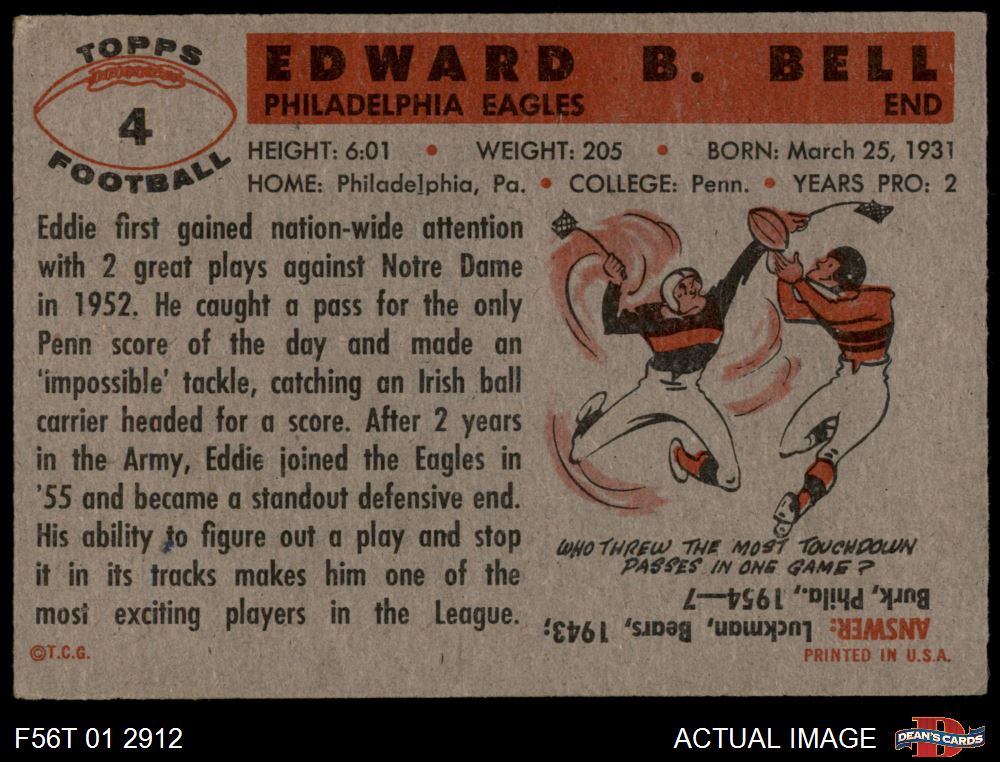 TOPPS
4
FOOTBALL
EDWARD B. BELL
PHILADELPHIA EAGLES END
HEIGHT: 6:01 • WEIGHT: 205 • BORN: March 25, 1931
HOME: Philadelphia, Pa. • COLLEGE: Penn. • YEARS PRO: 2
Eddie first gained nation-wide attention
with 2 great plays against Notre Dame
in 1952. He caught a pass for the only
Penn score of the day and made an
'impossible' tackle, catching an Irish ball
carrier headed for a score. After 2 years
in the Army, Eddie joined the Eagles in
'55 and became a standout defensive end.
His ability to figure out a play and stop
it in its tracks makes him one of the
most exciting players in the League.
©T.C.G.
WHO THREW THE MOST TOUCHDOWN
PASSES IN ONE GAME?
ANSWER: Luckman, Bears, 1943;
Burk, Phila., 1954—7
PRINTED IN U.S.A.
F56T 01 2912
ACTUAL IMAGE
D
DEAN'S CARDS